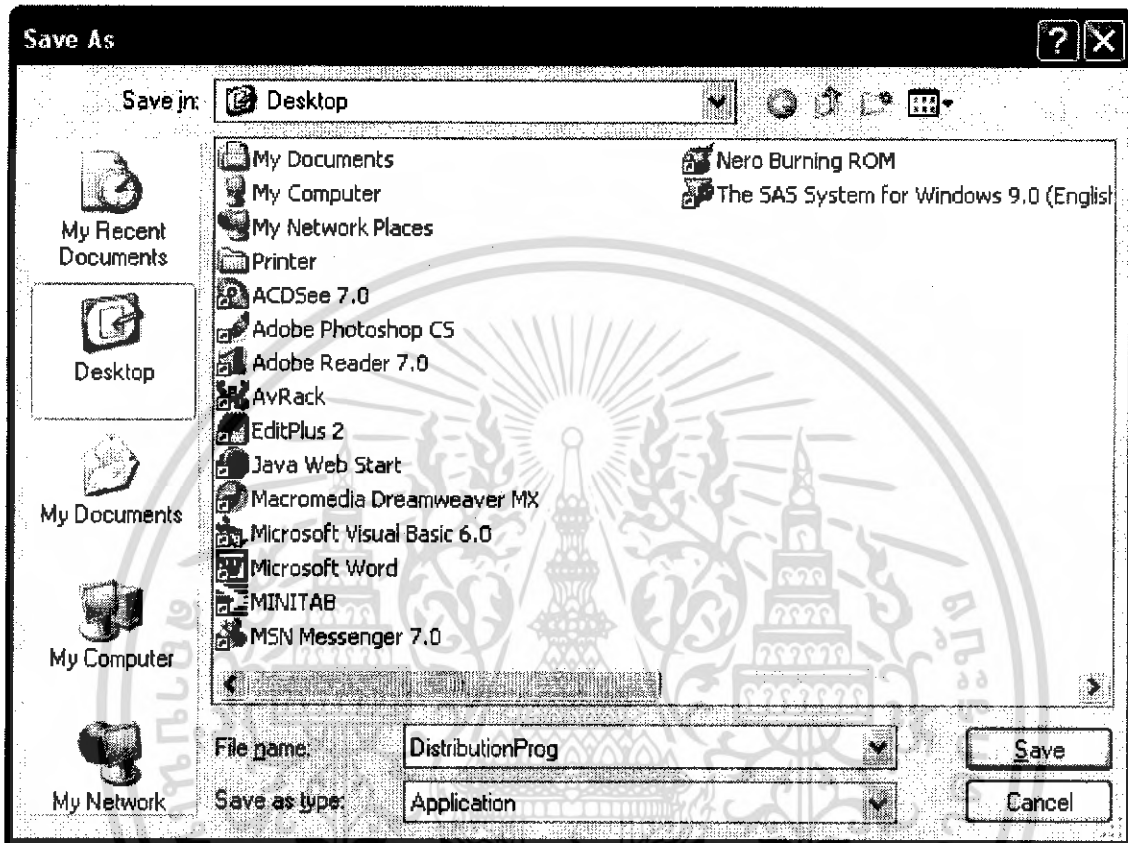 Save As
Save in:
Desktop
My Recent
Documents
Desktop
My Documents
My Computer
My Network
My Documents
My Computer
My Network Places
Printer
ACDSee 7.0
Adobe Photoshop CS
Adobe Reader 7.0
AvRack
EditPlus 2
Java Web Start
Macromedia Dreamweaver MX
Microsoft Visual Basic 6.0
Microsoft Word
MINITAB
MSN Messenger 7.0
Nero Burning ROM
The SAS System for Windows 9.0 (English
File name:
DistributionProg
Save
Save as type:
Application
Cancel